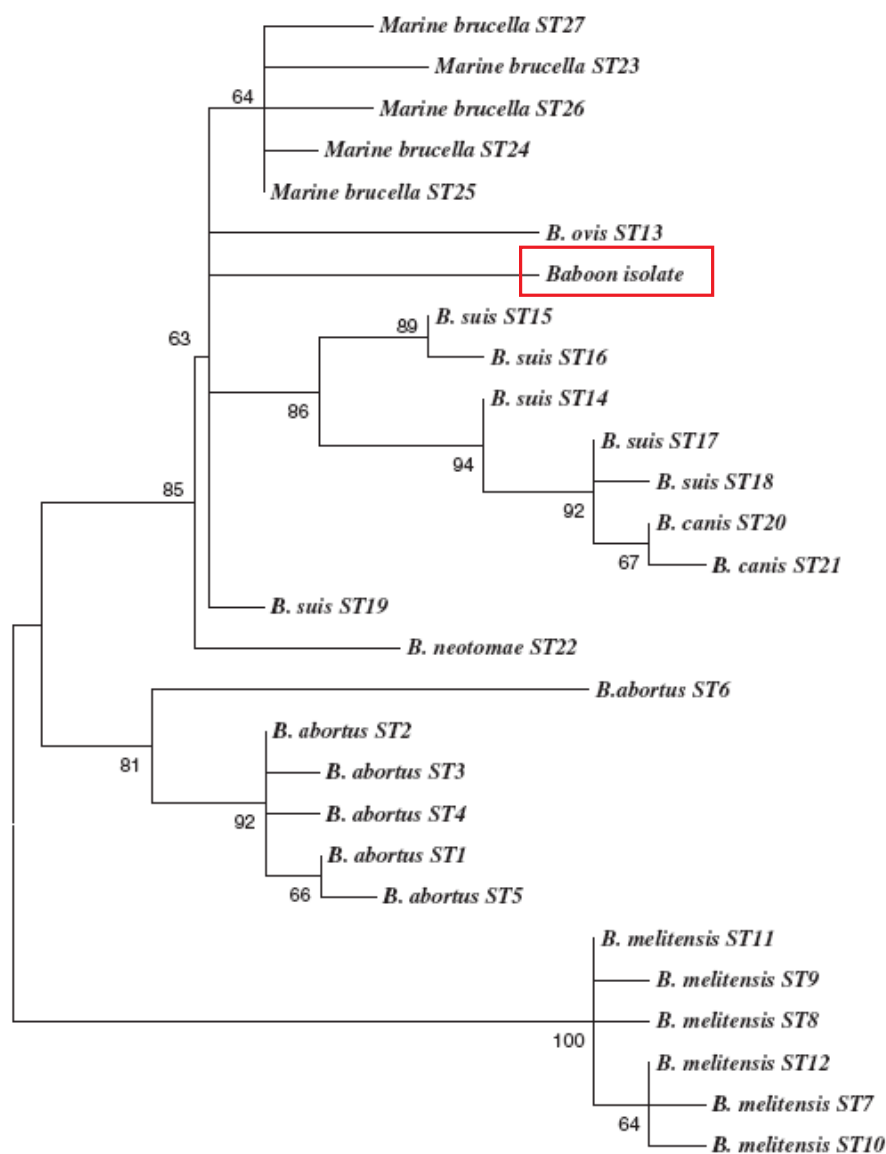 Marine brucella ST27
Marine brucella ST23
64
Marine brucella ST26
Marine brucella ST24
Marine brucella ST25
B. ovis ST13
Baboon isolate
B. suis ST15
89
63
B. suis ST16
B. suis ST14
86
B. suis ST17
94
B. suis ST18
85
92
B. canis ST20
67
B. canis ST21
B. suis ST19
B. neotomae ST22
B.abortus ST6
B. abortus ST2
81
B. abortus ST3
B. abortus ST4
92
B. abortus ST1
66
B. abortus ST5
B. melitensis ST11
B. melitensis ST9
B. melitensis ST8
100
B. melitensis ST12
B. melitensis ST7
64
B. melitensis ST10